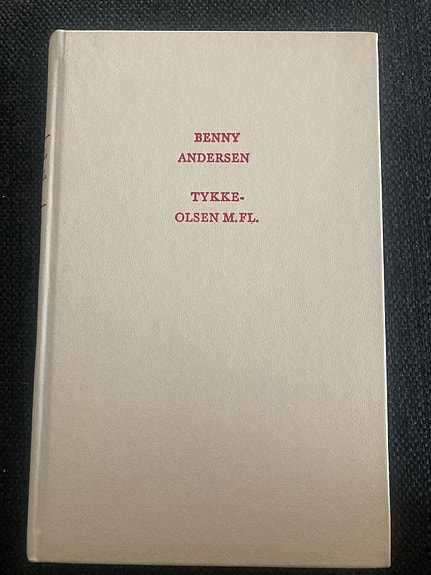 BENNY
ANDERSEN
TYKKE-
OLSEN M.FL.